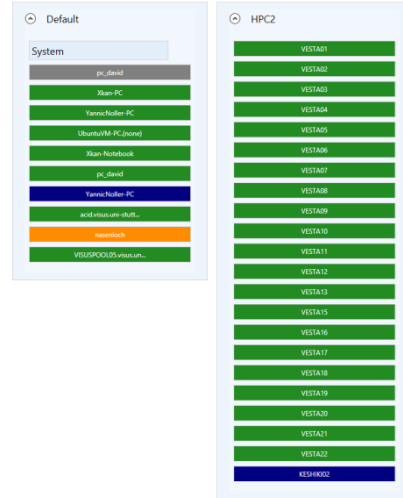 Default
System
pc_david
Xkan-PC
YannicNoller-PC
UbuntuVM-PC.(none)
Xkan-Notebook
pc_david
YannicNoller-PC
acid.visus.uni-stutt...
nasenloch
VISUSPOOL05.visus.un...
HPC2
VESTA01
VESTA02
VESTA03
VESTA04
VESTA05
VESTA06
VESTA07
VESTA08
VESTA09
VESTA10
VESTA11
VESTA12
VESTA13
VESTA15
VESTA16
VESTA17
VESTA18
VESTA19
VESTA20
VESTA21
VESTA22
KESHIKI02